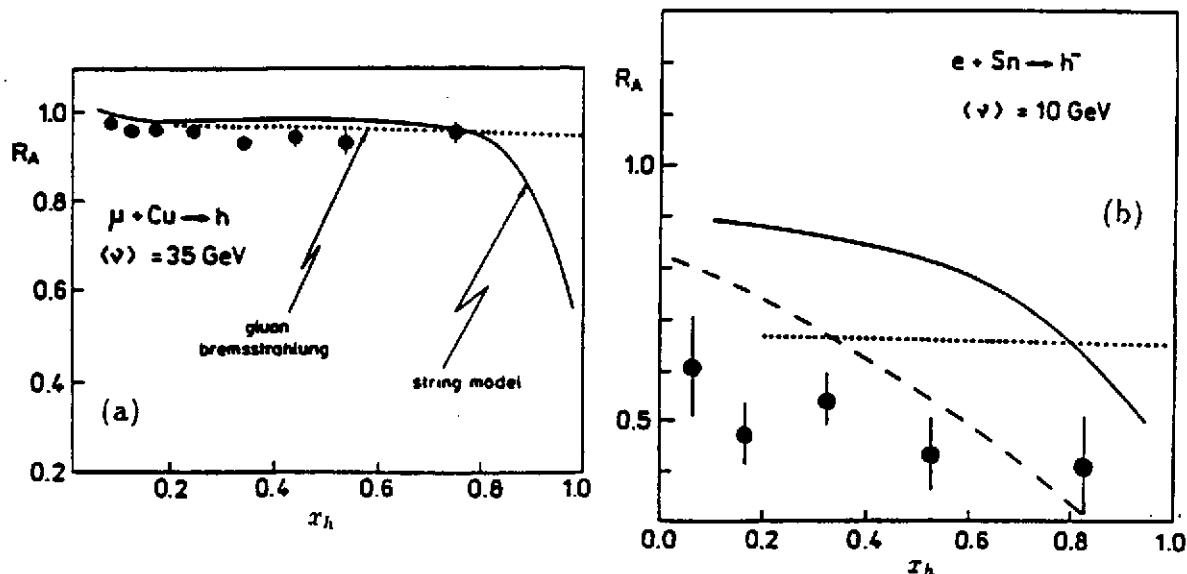 1.0
R_A
0.8
μ + Cu → h
⟨ν⟩ = 35 GeV
0.6
gluon
bremsstrahlung
string model
0.4
(a)
0.2
0.2 0.4 0.6 0.8 1.0
x_h
R_A
e + Sn → h⁻
⟨ν⟩ = 10 GeV
1.0
(b)
0.5
0.0 0.2 0.4 0.6 0.8 1.0
x_h